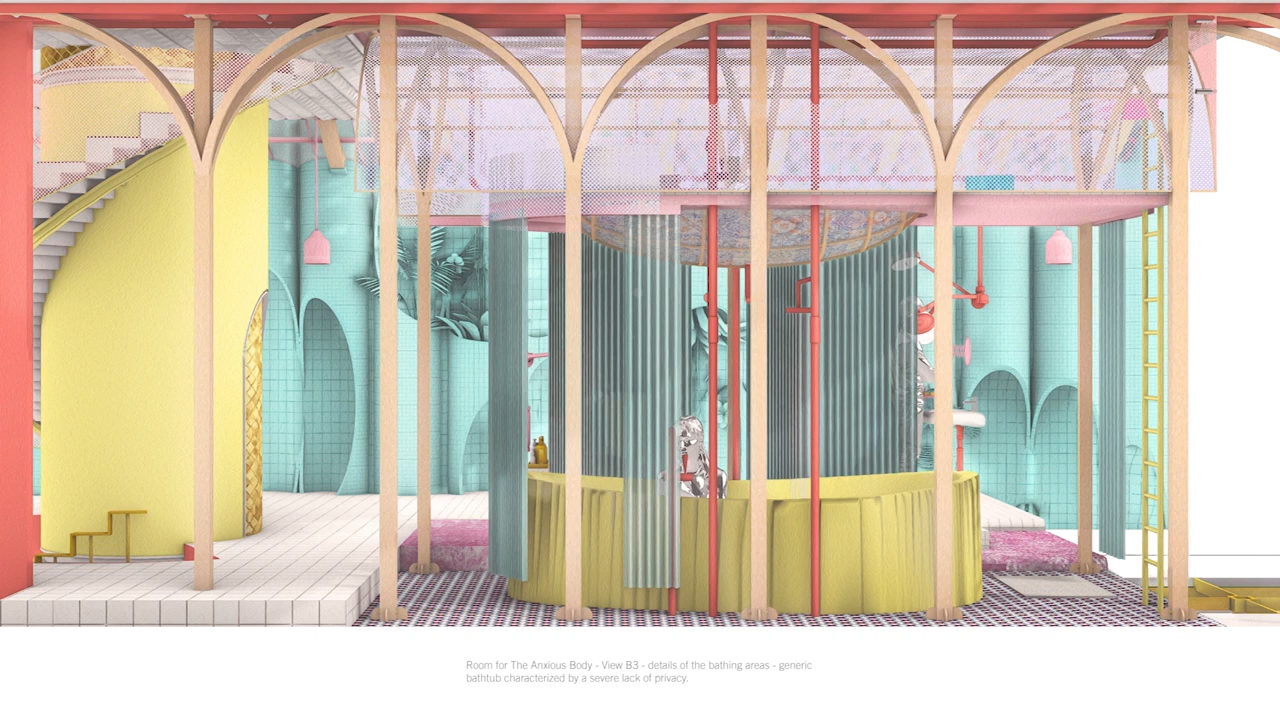 Room for The Anxious Body - View B3 - details of the bathing areas - generic
bathtub characterized by a severe lack of privacy.